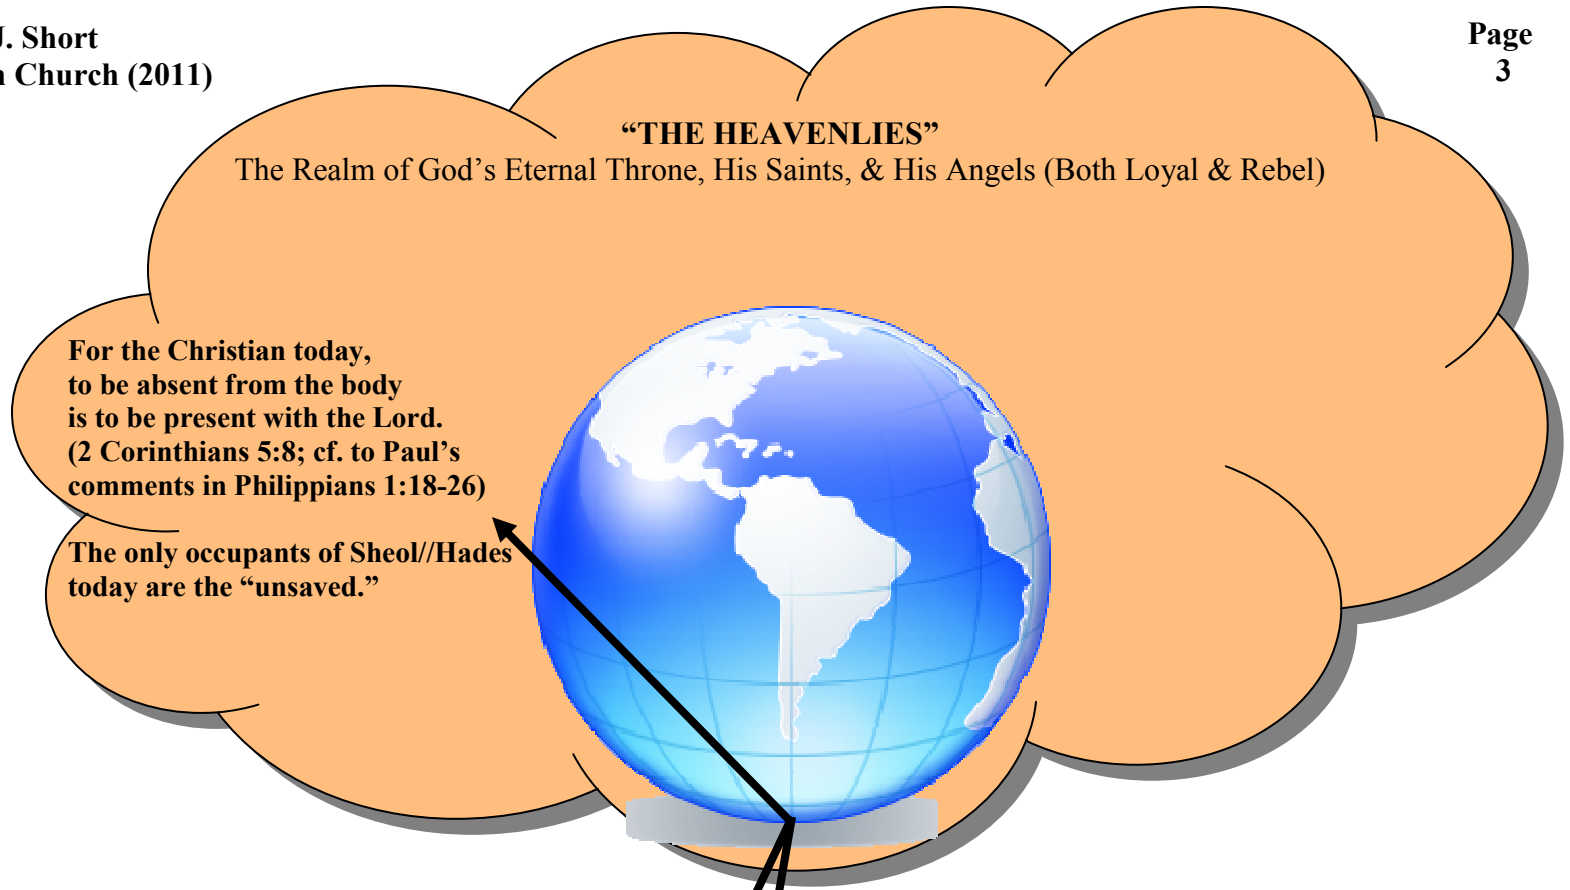 J. Short
Church (2011)
Page
3
“THE HEAVENLIES”
The Realm of God’s Eternal Throne, His Saints, & His Angels (Both Loyal & Rebel)
For the Christian today,
to be absent from the body
is to be present with the Lord.
(2 Corinthians 5:8; cf. to Paul’s
comments in Philippians 1:18-26)
The only occupants of Sheol//Hades
today are the “unsaved.”